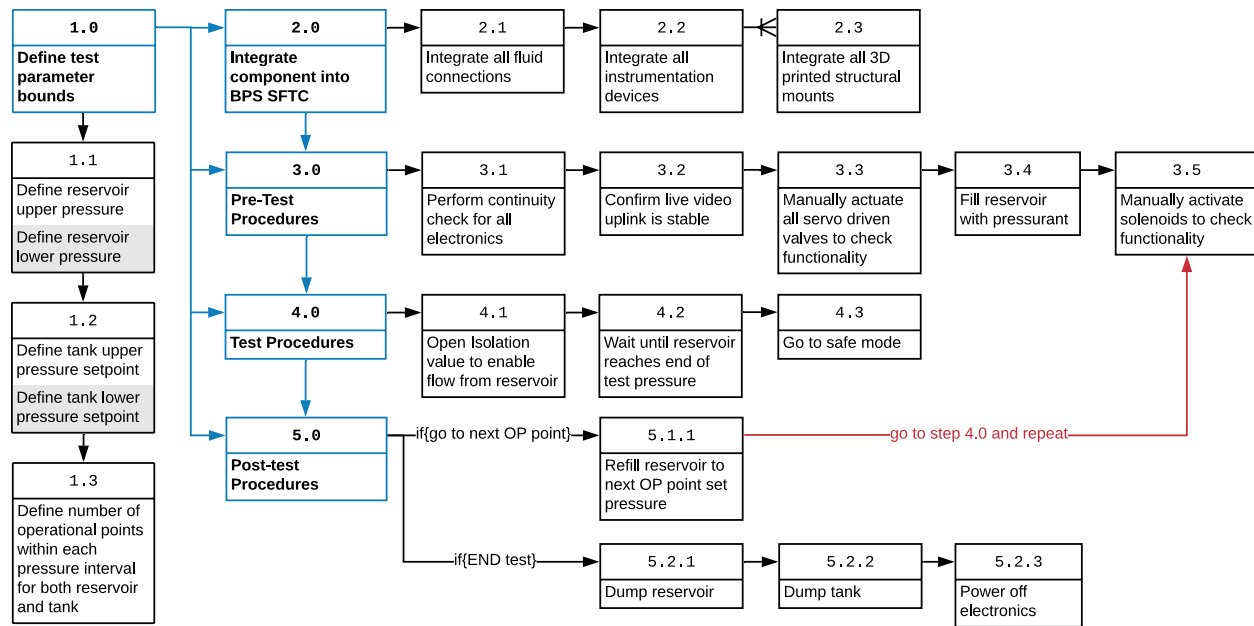 1.0
Define test
parameter
bounds
2.0
Integrate
component into
BPS SFTC
2.1
Integrate all fluid
connections
2.2
Integrate all
instrumentation
devices
2.3
Integrate all 3D
printed structural
mounts
1.1
Define reservoir
upper pressure
Define reservoir
lower pressure
3.0
Pre-Test
Procedures
3.1
Perform continuity
check for all
electronics
3.2
Confirm live video
uplink is stable
3.3
Manually actuate
all servo driven
valves to check
functionality
3.4
Fill reservoir
with pressurant
3.5
Manually activate
solenoids to check
functionality
1.2
Define tank upper
pressure setpoint
Define tank lower
pressure setpoint
4.0
Test Procedures
4.1
Open Isolation
value to enable
flow from reservoir
4.2
Wait until reservoir
reaches end of
test pressure
4.3
Go to safe mode
1.3
Define number of
operational points
within each
pressure interval
for both reservoir
and tank
5.0
Post-test
Procedures
if{go to next OP point}
5.1.1
Refill reservoir to
next OP point set
pressure
go to step 4.0 and repeat
if{END test}
5.2.1
Dump reservoir
5.2.2
Dump tank
5.2.3
Power off
electronics